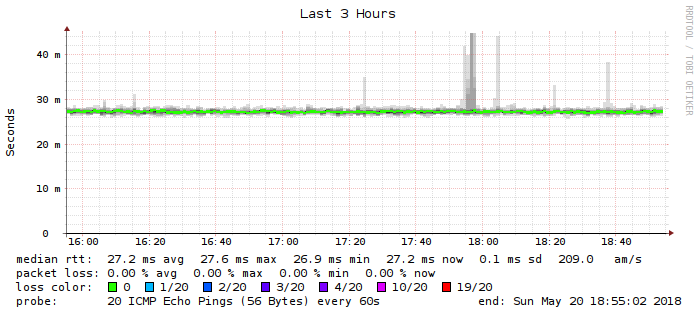 Last 3 Hours
RRDTOOL / TOBI OETIKER
Seconds
40 m
30 m
20 m
10 m
0
16:00 16:20 16:40 17:00 17:20 17:40 18:00 18:20 18:40
median rtt: 27.2 ms avg 27.6 ms max 26.9 ms min 27.2 ms now 0.1 ms sd 209.0 am/s
packet loss: 0.00 % avg 0.00 % max 0.00 % min 0.00 % now
loss color: 0 1/20 2/20 3/20 4/20 10/20 19/20
probe: 20 ICMP Echo Pings (56 Bytes) every 60s end: Sun May 20 18:55:02 2018